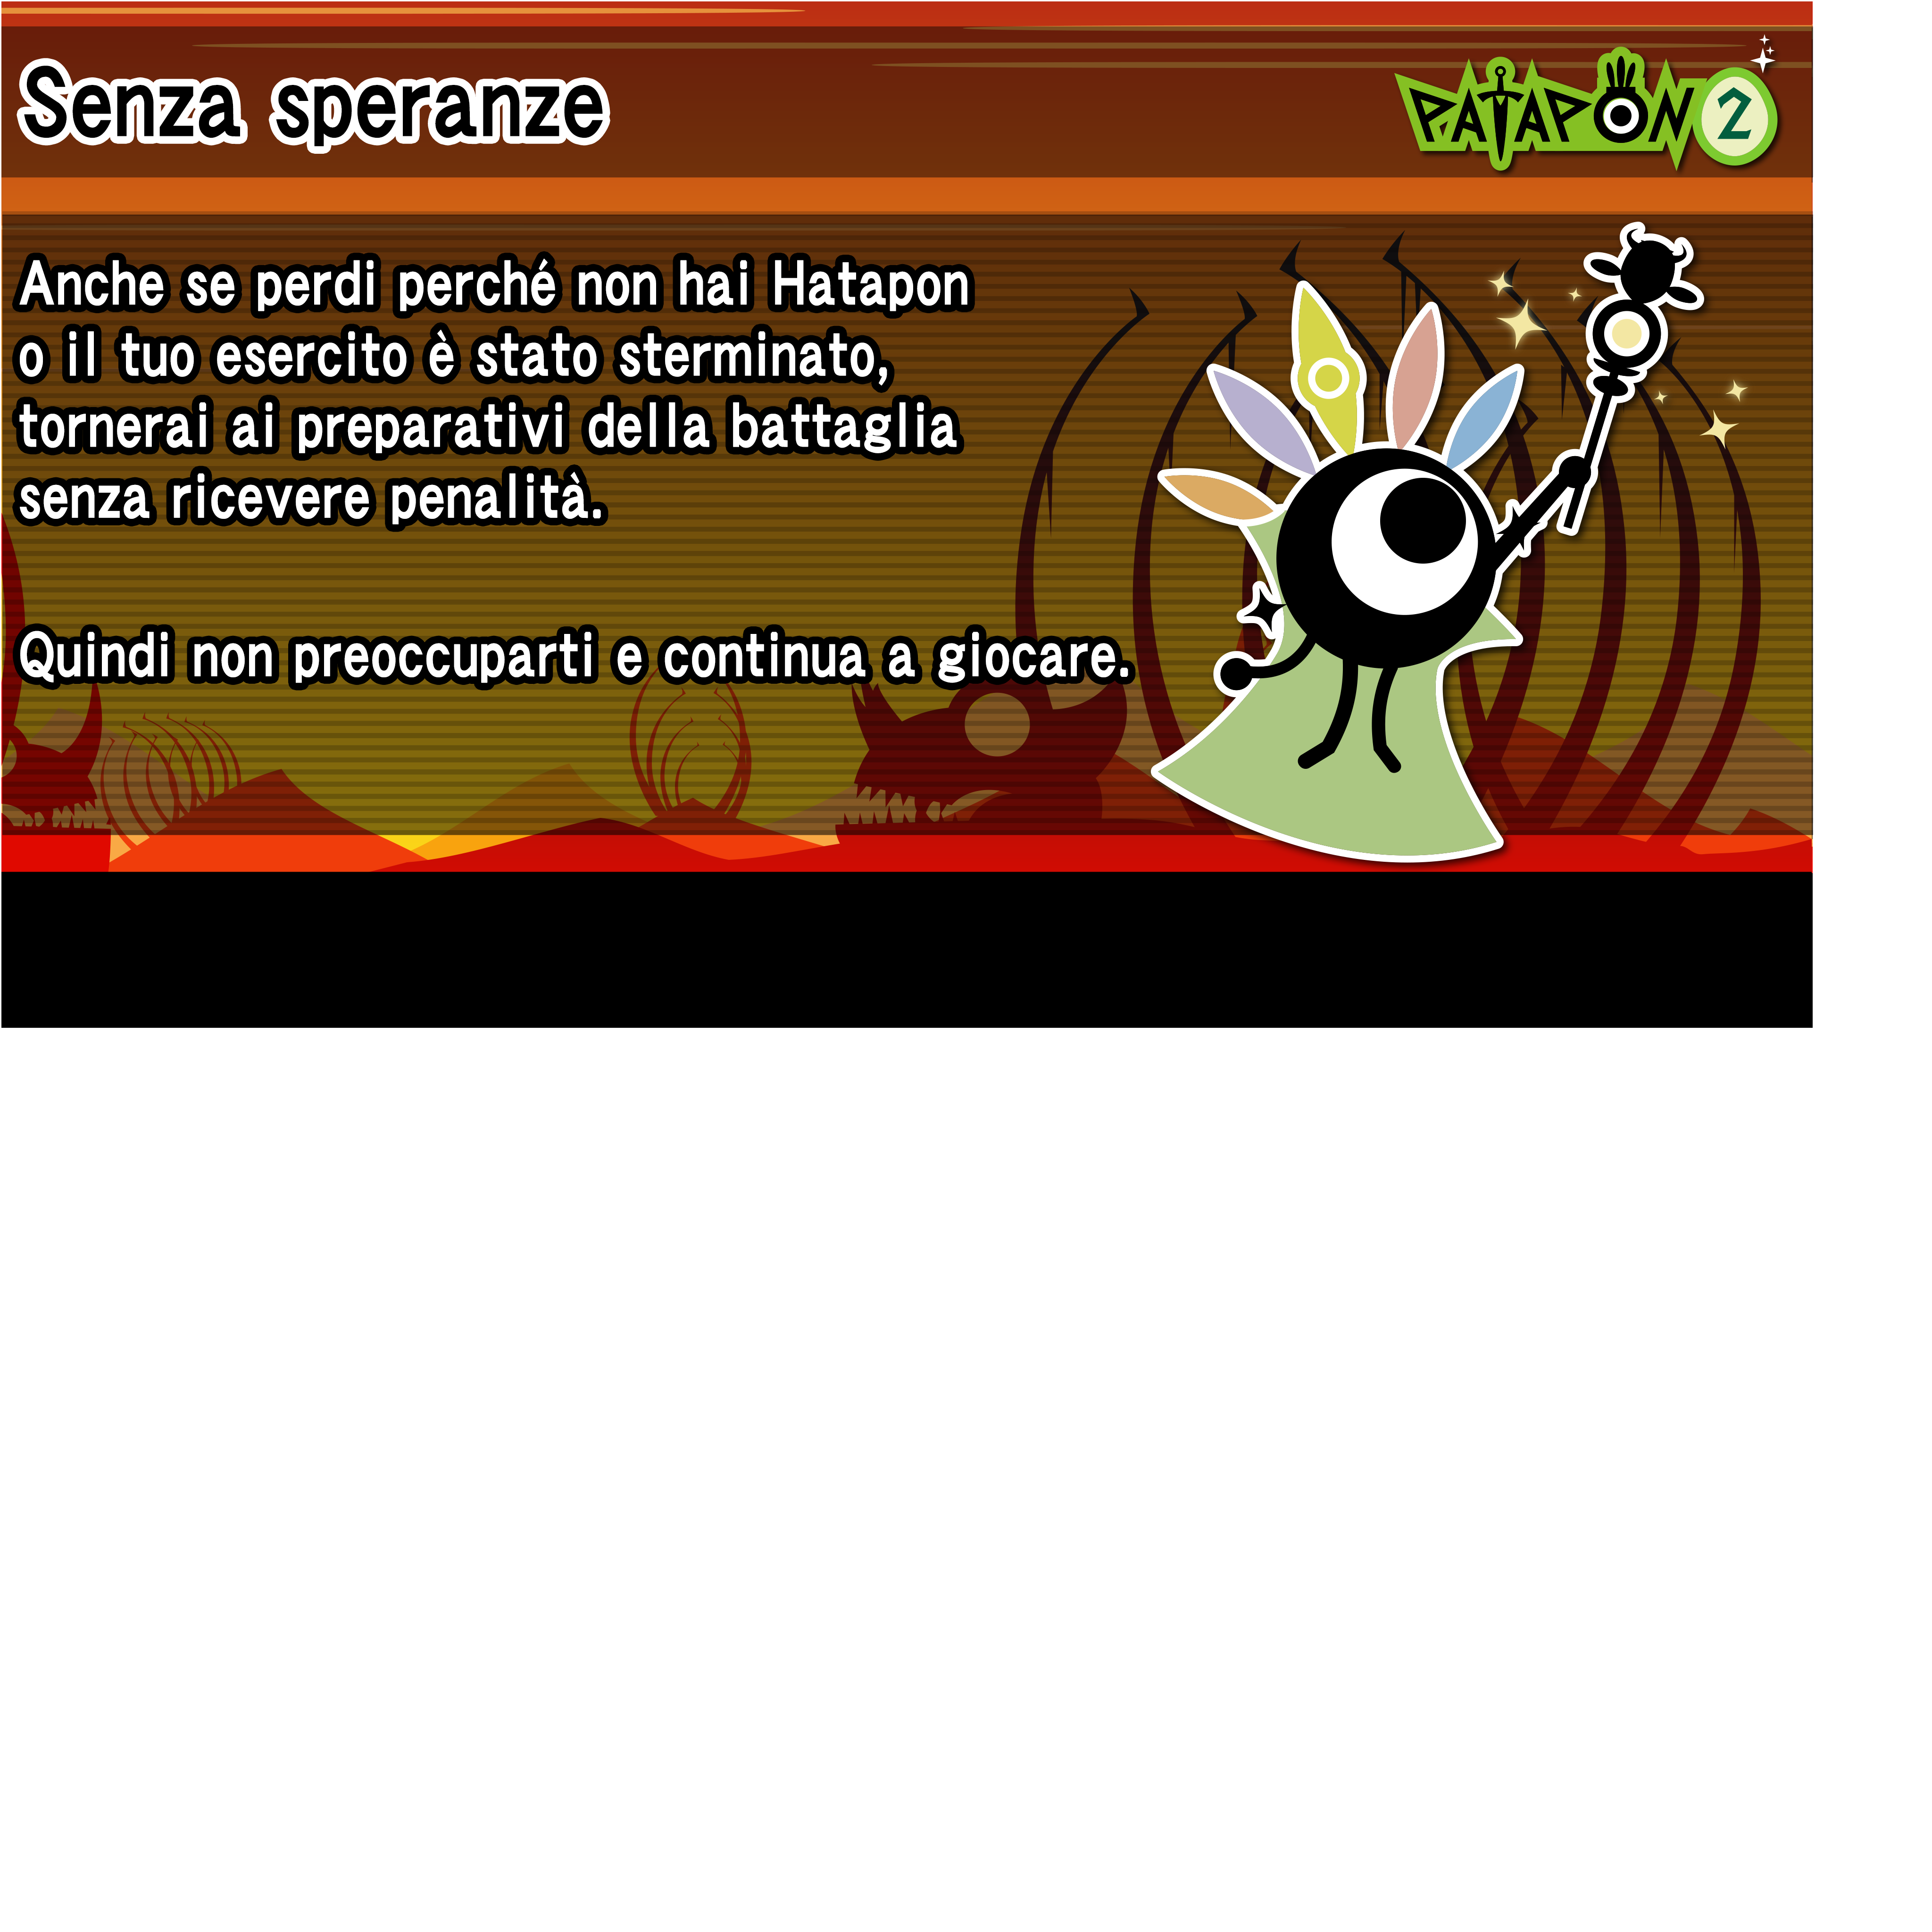 Senza speranze
PATAPON 2
Anche se perdi perché non hai Hatapon
o il tuo esercito è stato sterminato,
tornerai ai preparativi della battaglia
senza ricevere penalità.
Quindi non preoccuparti e continua a giocare.